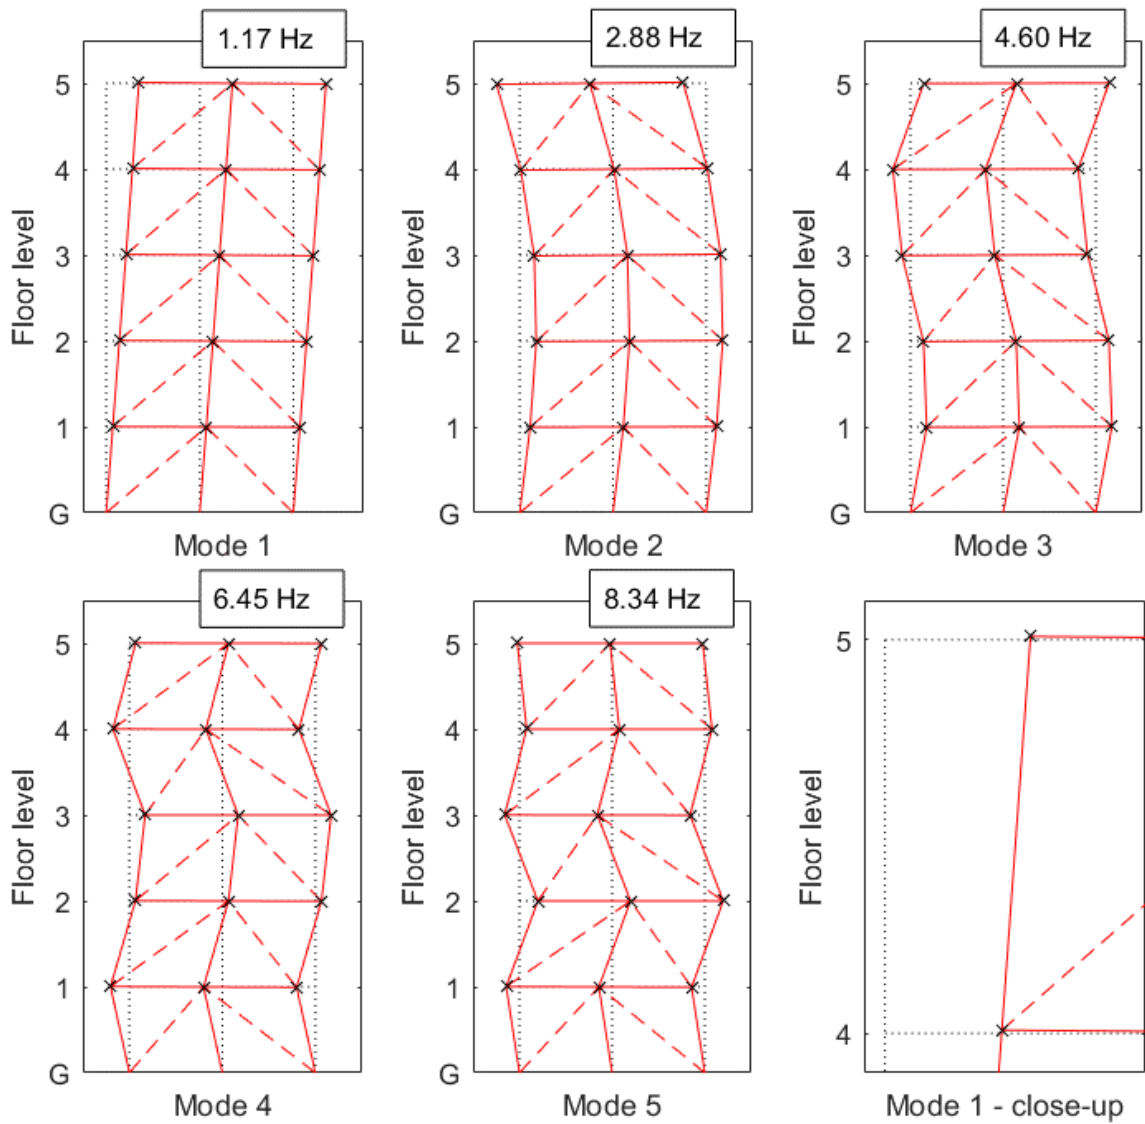 1.17 Hz
5
4
3
2
1
G
Floor level
Mode 1
2.88 Hz
5
4
3
2
1
G
Floor level
Mode 2
4.60 Hz
5
4
3
2
1
G
Floor level
Mode 3
6.45 Hz
5
4
3
2
1
G
Floor level
Mode 4
8.34 Hz
5
4
3
2
1
G
Floor level
Mode 5
5
4
Floor level
Mode 1 - close-up